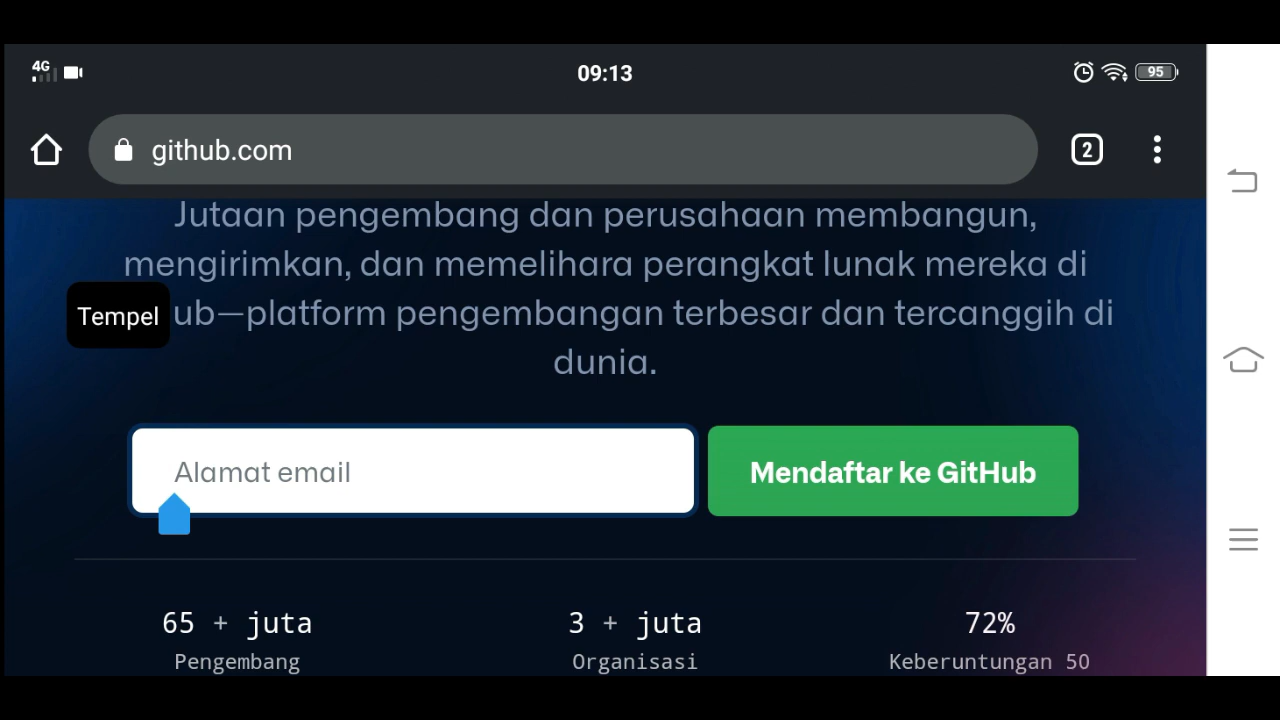 4G
09:13
95
github.com
2
Jutaan pengembang dan perusahaan membangun,
mengirimkan, dan memelihara perangkat lunak mereka di
Tempel
ub—platform pengembangan terbesar dan tercanggih di
dunia.
Alamat email
Mendaftar ke GitHub
65 + juta
3 + juta
72%
Pengembang
Organisasi
Keberuntungan 50